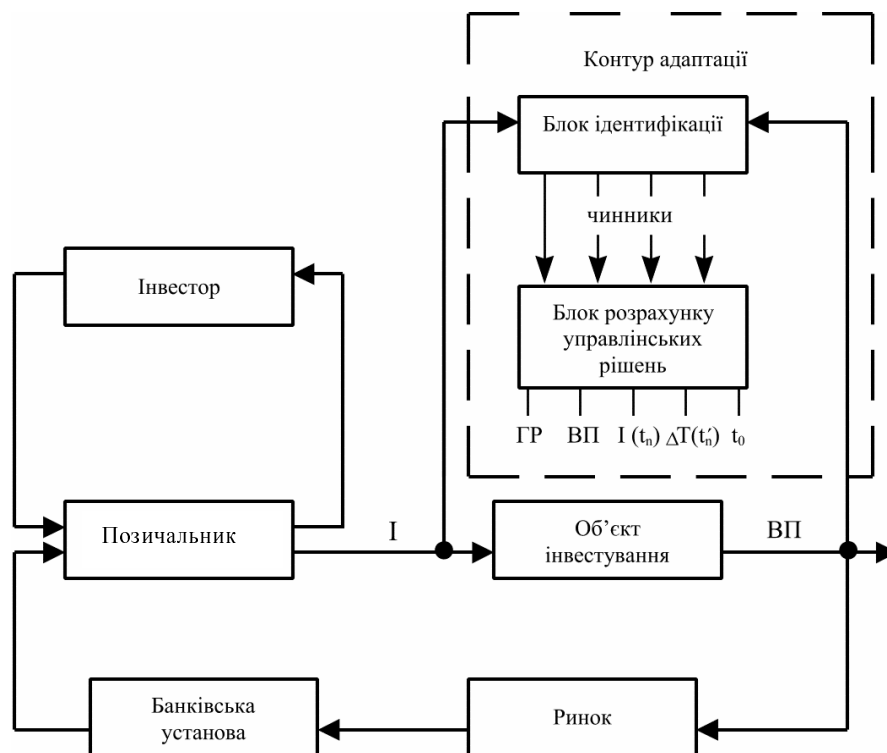 Контур адаптації
Блок ідентифікації
чинники
Інвестор
Блок розрахунку
управлінських
рішень
ГР ВП I (tₙ) ΔT(tₙ′) t₀
Позичальник
I
Об’єкт
інвестування
ВП
Банківська
установа
Ринок